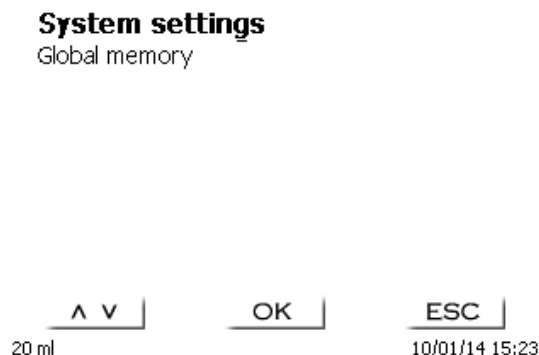 System settings
Global memory
∧ ∨ OK ESC
20 ml 10/01/14 15:23